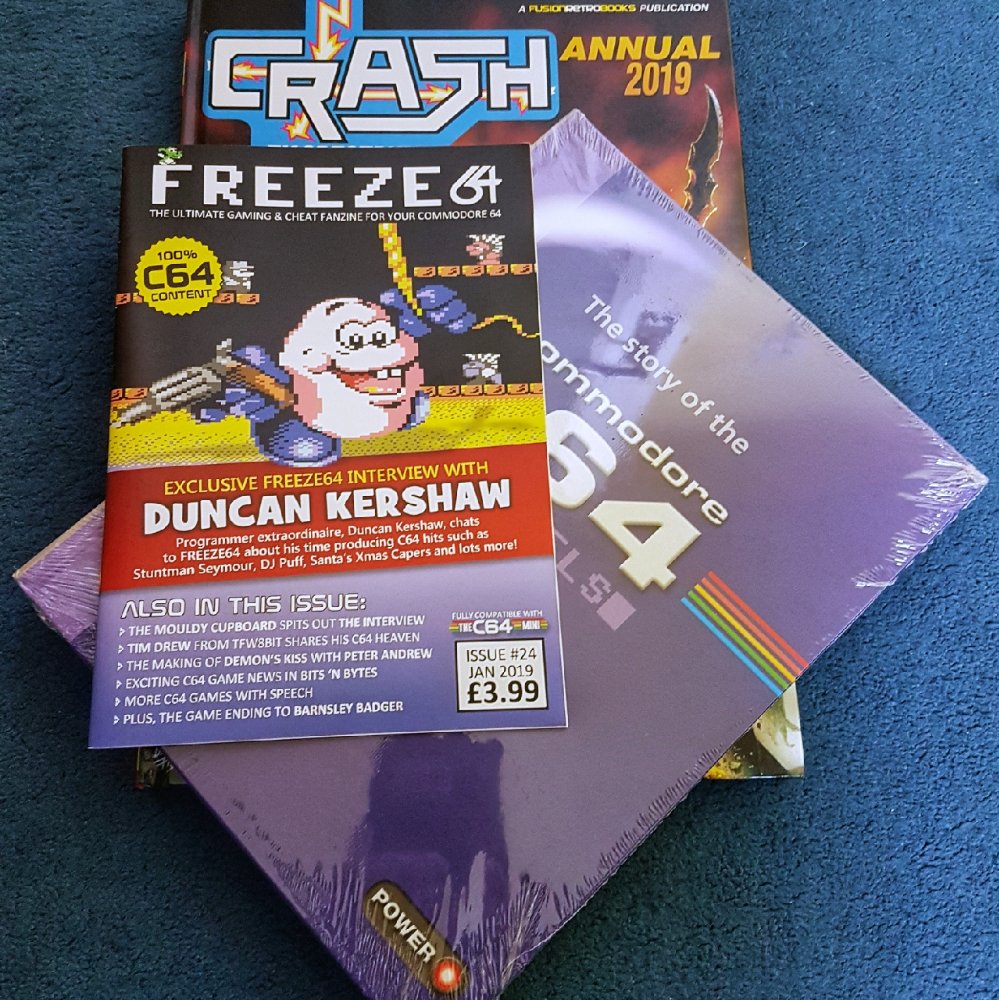 A FUSIONRETROBOOKS PUBLICATION
CRASH
ANNUAL
2019
FREEZE64
THE ULTIMATE GAMING & CHEAT FANZINE FOR YOUR COMMODORE 64
100%
C64
CONTENT
EXCLUSIVE FREEZE64 INTERVIEW WITH
DUNCAN KERSHAW
Programmer extraordinaire, Duncan Kershaw, chats
to FREEZE64 about his time producing C64 hits such as
Stuntman Seymour, DJ Puff, Santa's Xmas Capers and lots more!
ALSO IN THIS ISSUE:
THE MOULDY CUPBOARD SPITS OUT THE INTERVIEW
TIM DREW FROM TFW8BIT SHARES HIS C64 HEAVEN
THE MAKING OF DEMON'S KISS WITH PETER ANDREW
EXCITING C64 GAME NEWS IN BITS 'N BYTES
MORE C64 GAMES WITH SPEECH
PLUS, THE GAME ENDING TO BARNSLEY BADGER
FULLY COMPATIBLE WITH
THE C64 MINI
ISSUE #24
JAN 2019
£3.99
The story of the
ommodore
64
ELS
POWER